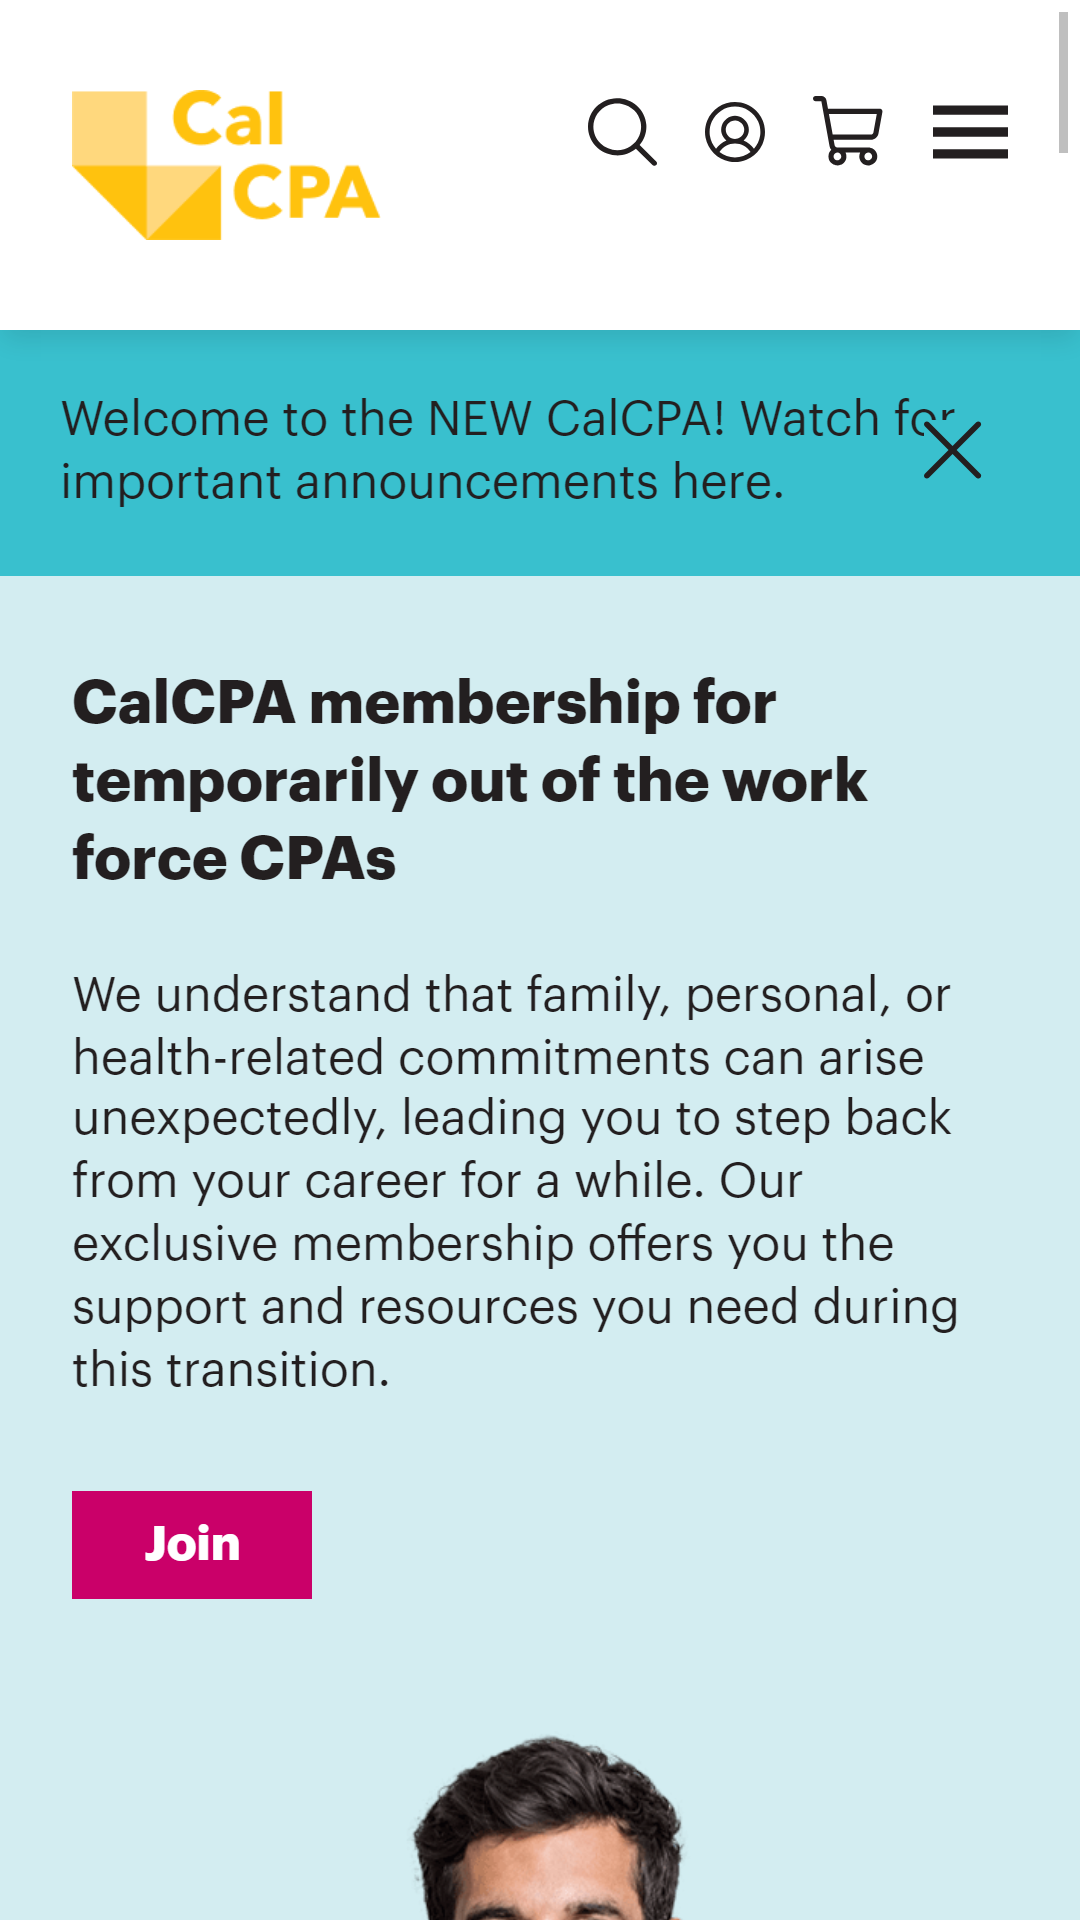 Cal
CPA
Welcome to the NEW CalCPA! Watch for
important announcements here.
CalCPA membership for
temporarily out of the work
force CPAs
We understand that family, personal, or
health-related commitments can arise
unexpectedly, leading you to step back
from your career for a while. Our
exclusive membership offers you the
support and resources you need during
this transition.
Join